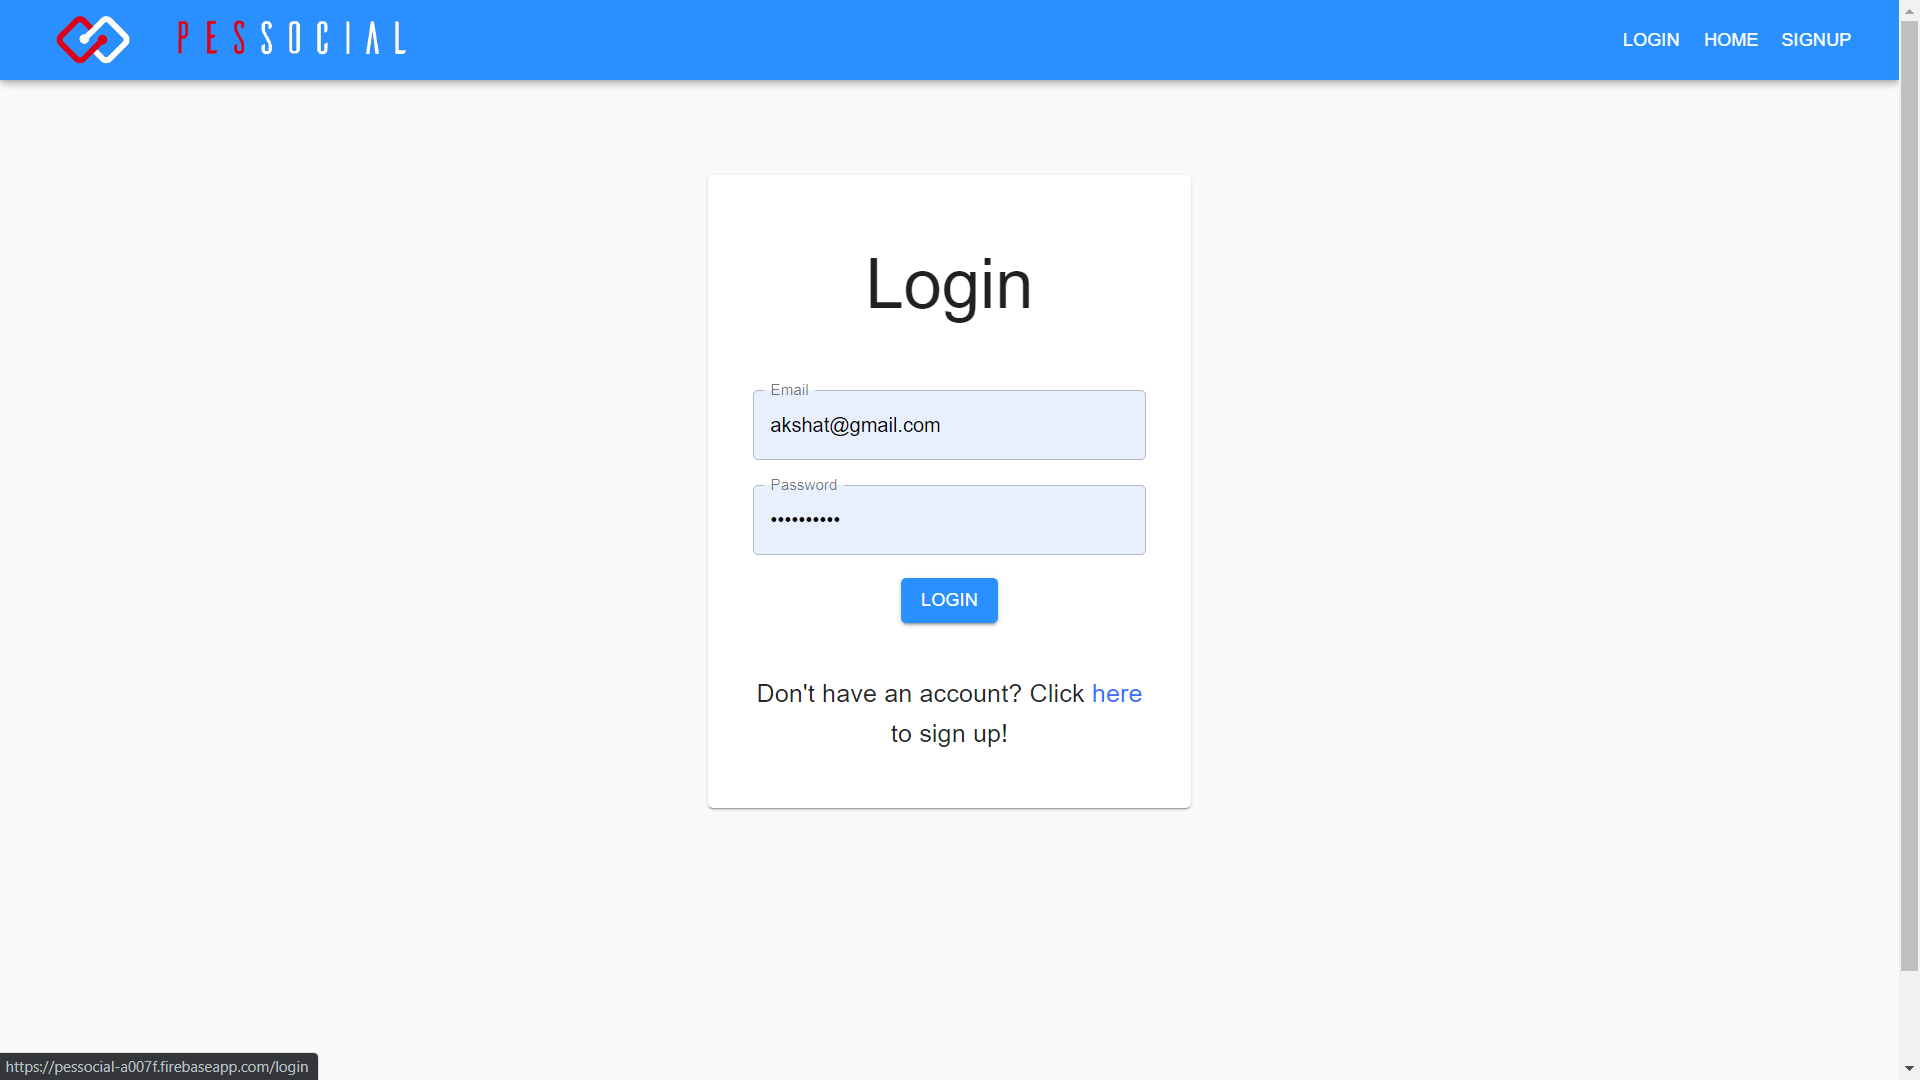 PESSOCIAL
LOGIN HOME SIGNUP
Login
Email
akshat@gmail.com
Password
••••••••••
LOGIN
Don't have an account? Click here
to sign up!
https://pessocial-a007f.firebaseapp.com/login